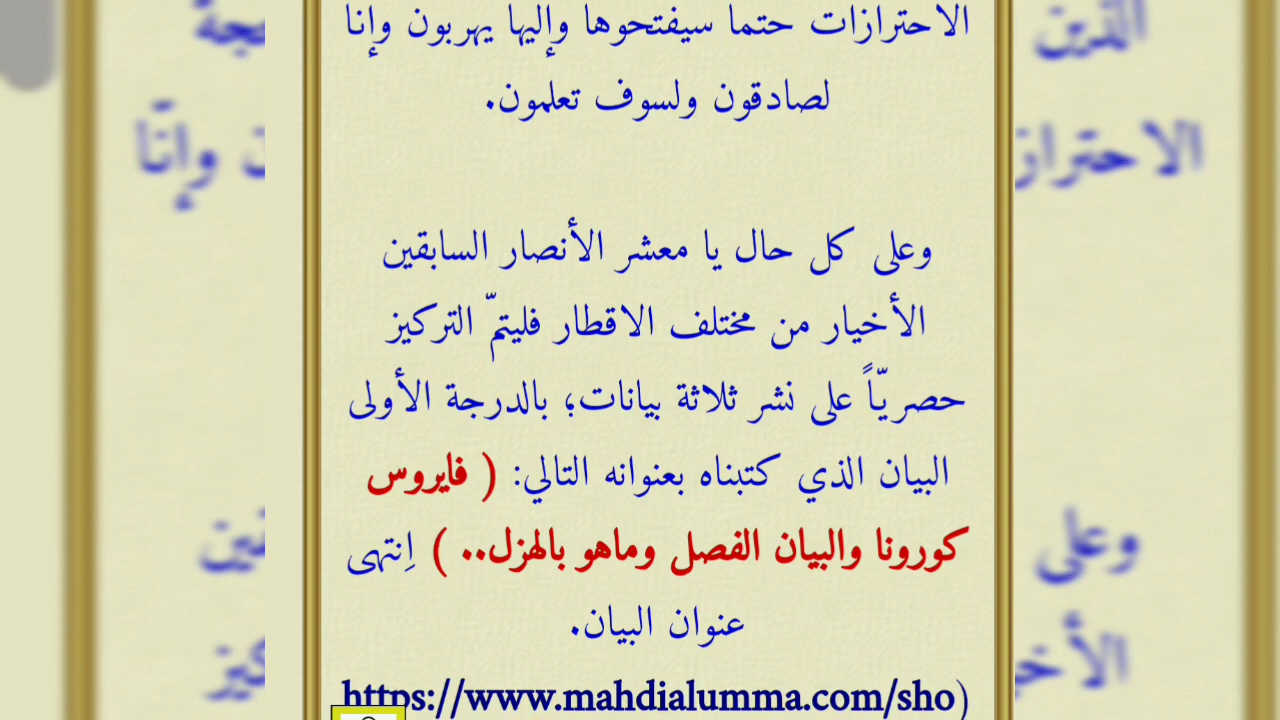 الاحترازات حتما سيفتحوها وإليها يهربون وإنا
لصادقون ولسوف تعلمون.
وعلى كل حال يا معشر الأنصار السابقين
الأخيار من مختلف الاقطار فليتمّ التركيز
حصريّاً على نشر ثلاثة بيانات؛ بالدرجة الأولى
البيان الذي كتبناه بعنوانه التالي: ( فايروس
كورونا والبيان الفصل وماهو بالهزل.. ) اِنتهى
عنوان البيان.
https://www.mahdialumma.com/sho)